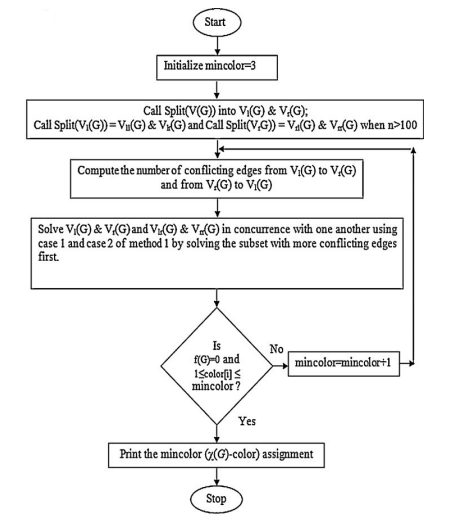 Start
Initialize mincolor=3
Call Split(V(G)) into Vl(G) & Vr(G);
Call Split(Vl(G)) = Vll(G) & Vlr(G) and Call Split(VrG)) = Vrl(G) & Vrr(G) when n>100
Compute the number of conflicting edges from Vl(G) to Vr(G)
and from Vr(G) to Vl(G)
Solve Vl(G) & Vr(G) and Vlr(G) & Vrr(G) in concurrence with one another using
case 1 and case 2 of method 1 by solving the subset with more conflicting edges
first.
Is
f(G)=0 and
1≤color[i] ≤
mincolor ?
No
mincolor=mincolor+1
Yes
Print the mincolor (χ(G)-color) assignment
Stop